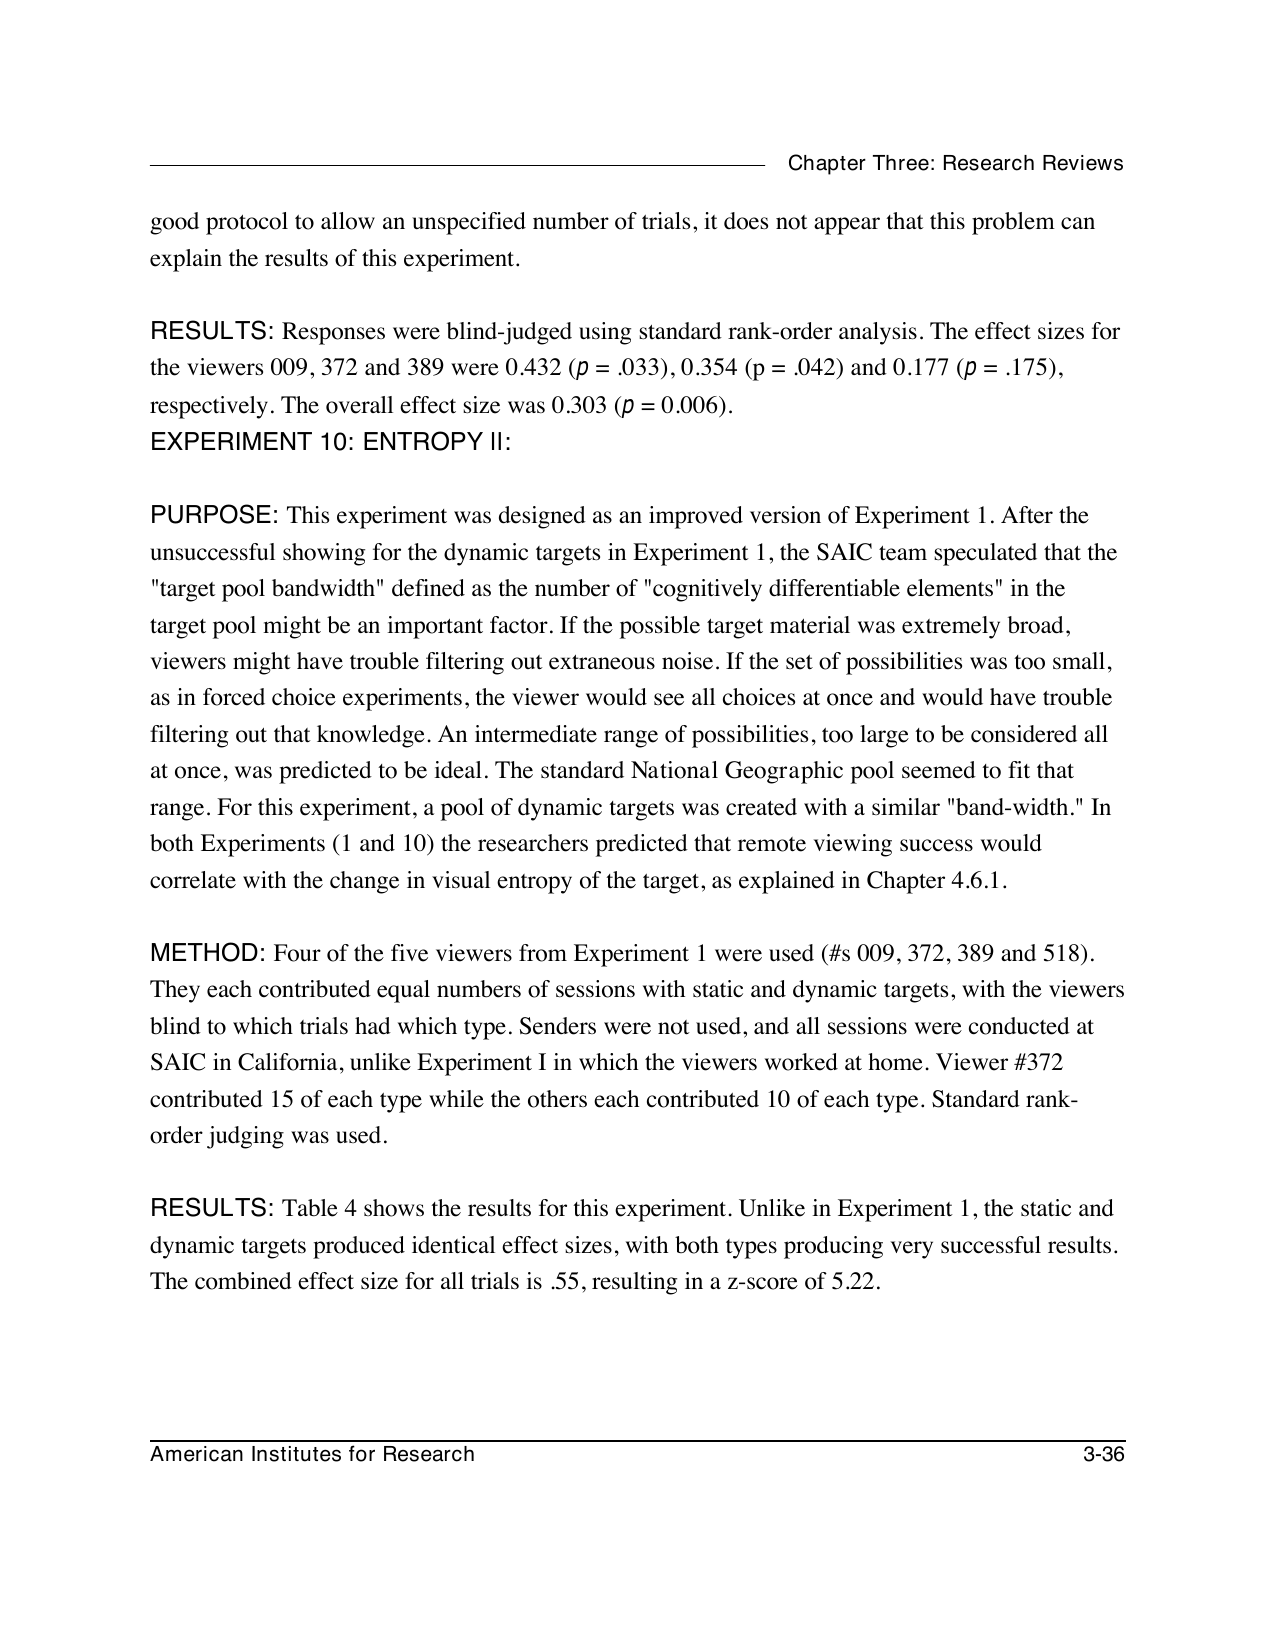 Chapter Three: Research Reviews
good protocol to allow an unspecified number of trials, it does not appear that this problem can
explain the results of this experiment.
RESULTS: Responses were blind-judged using standard rank-order analysis. The effect sizes for
the viewers 009, 372 and 389 were 0.432 (p = .033), 0.354 (p = .042) and 0.177 (p = .175),
respectively. The overall effect size was 0.303 (p = 0.006).
EXPERIMENT 10: ENTROPY II:
PURPOSE: This experiment was designed as an improved version of Experiment 1. After the
unsuccessful showing for the dynamic targets in Experiment 1, the SAIC team speculated that the
"target pool bandwidth" defined as the number of "cognitively differentiable elements" in the
target pool might be an important factor. If the possible target material was extremely broad,
viewers might have trouble filtering out extraneous noise. If the set of possibilities was too small,
as in forced choice experiments, the viewer would see all choices at once and would have trouble
filtering out that knowledge. An intermediate range of possibilities, too large to be considered all
at once, was predicted to be ideal. The standard National Geographic pool seemed to fit that
range. For this experiment, a pool of dynamic targets was created with a similar "band-width." In
both Experiments (1 and 10) the researchers predicted that remote viewing success would
correlate with the change in visual entropy of the target, as explained in Chapter 4.6.1.
METHOD: Four of the five viewers from Experiment 1 were used (#s 009, 372, 389 and 518).
They each contributed equal numbers of sessions with static and dynamic targets, with the viewers
blind to which trials had which type. Senders were not used, and all sessions were conducted at
SAIC in California, unlike Experiment I in which the viewers worked at home. Viewer #372
contributed 15 of each type while the others each contributed 10 of each type. Standard rank-
order judging was used.
RESULTS: Table 4 shows the results for this experiment. Unlike in Experiment 1, the static and
dynamic targets produced identical effect sizes, with both types producing very successful results.
The combined effect size for all trials is .55, resulting in a z-score of 5.22.
American Institutes for Research 3-36